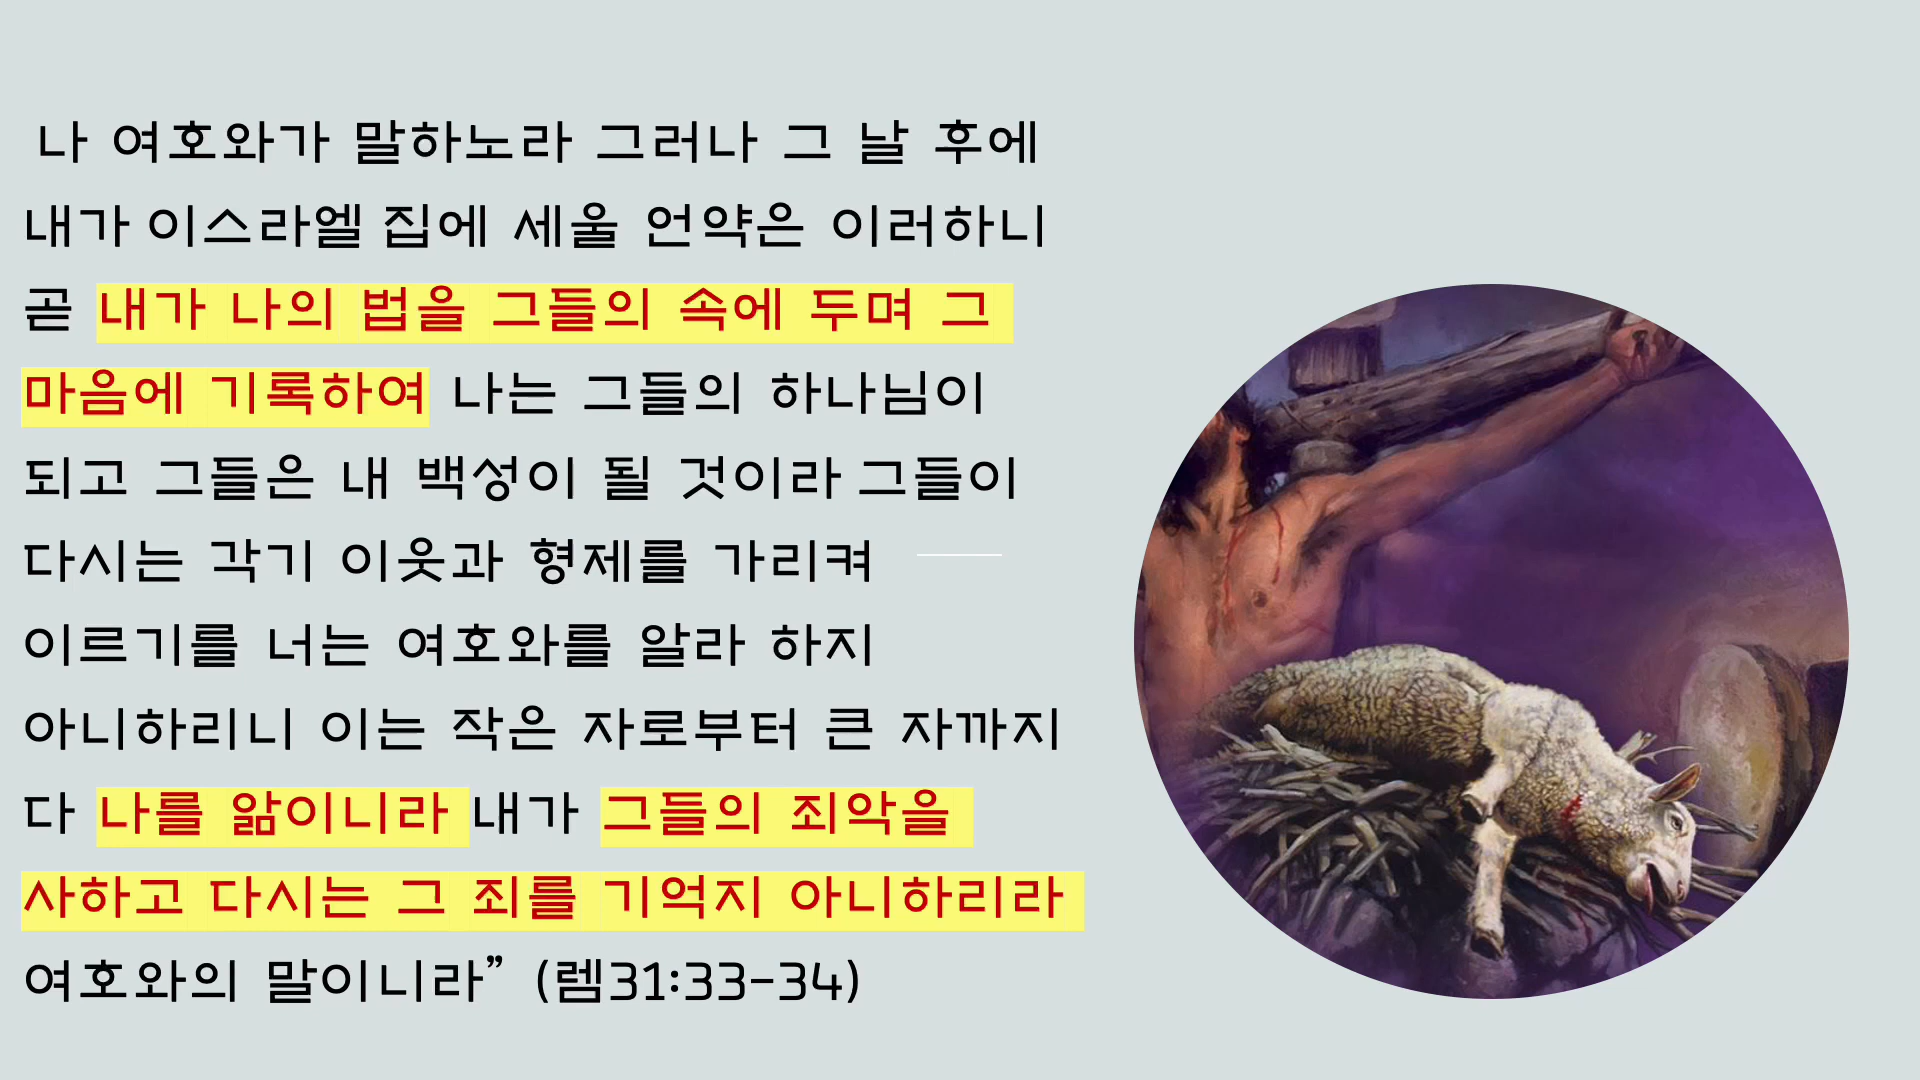 나 여호와가 말하노라 그러나 그 날 후에
내가 이스라엘 집에 세울 언약은 이러하니
곧 내가 나의 법을 그들의 속에 두며 그
마음에 기록하여 나는 그들의 하나님이
되고 그들은 내 백성이 될 것이라 그들이
다시는 각기 이웃과 형제를 가리켜
이르기를 너는 여호와를 알라 하지
아니하리니 이는 작은 자로부터 큰 자까지
다 나를 앎이니라 내가 그들의 죄악을
사하고 다시는 그 죄를 기억지 아니하리라
여호와의 말이니라” (렘31:33-34)